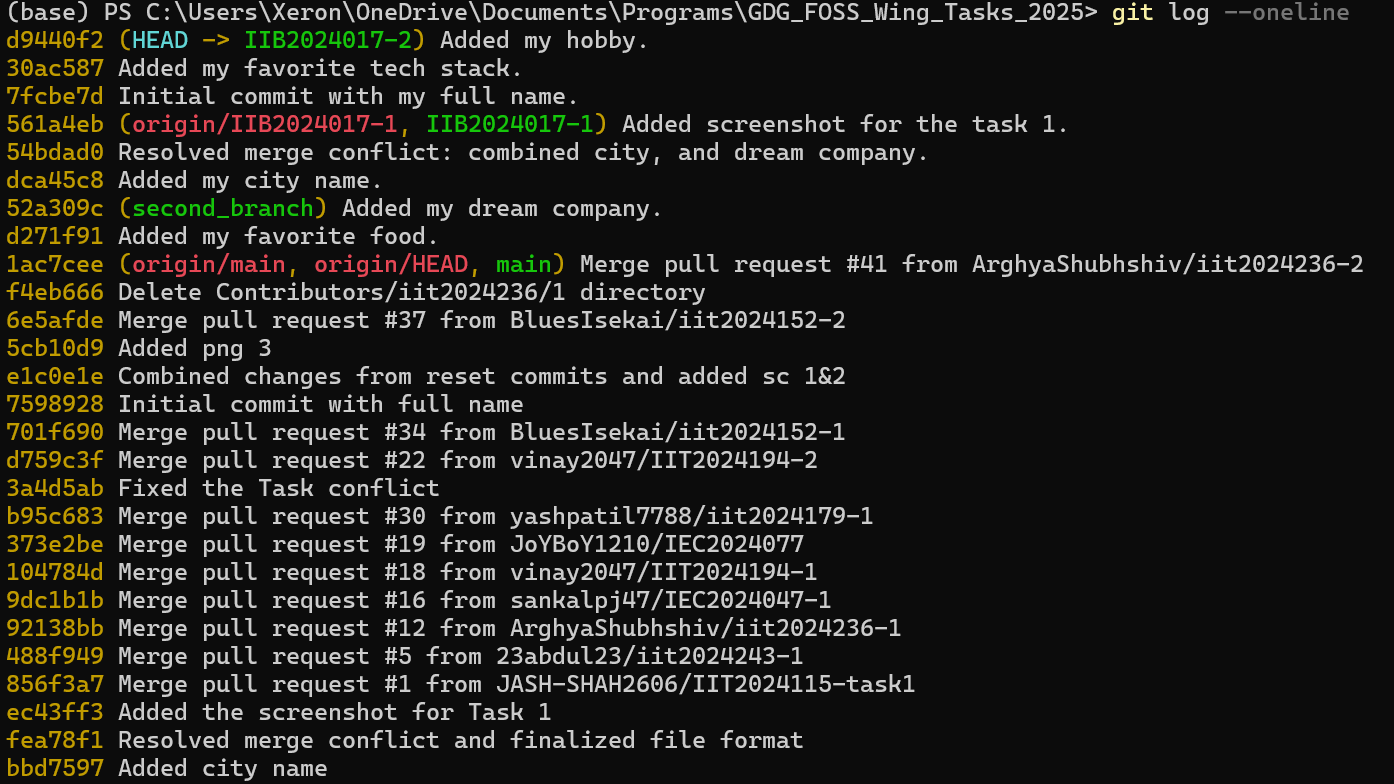 (base) PS C:\Users\Xeron\OneDrive\Documents\Programs\GDG_FOSS_Wing_Tasks_2025> git log --oneline
d9440f2 (HEAD -> IIB2024017-2) Added my hobby.
30ac587 Added my favorite tech stack.
7fcbe7d Initial commit with my full name.
561a4eb (origin/IIB2024017-1, IIB2024017-1) Added screenshot for the task 1.
54bdad0 Resolved merge conflict: combined city, and dream company.
dca45c8 Added my city name.
52a309c (second_branch) Added my dream company.
d271f91 Added my favorite food.
1ac7cee (origin/main, origin/HEAD, main) Merge pull request #41 from ArghyaShubhshiv/iit2024236-2
f4eb666 Delete Contributors/iit2024236/1 directory
6e5afde Merge pull request #37 from BluesIsekai/iit2024152-2
5cb10d9 Added png 3
e1c0e1e Combined changes from reset commits and added sc 1&2
7598928 Initial commit with full name
701f690 Merge pull request #34 from BluesIsekai/iit2024152-1
d759c3f Merge pull request #22 from vinay2047/IIT2024194-2
3a4d5ab Fixed the Task conflict
b95c683 Merge pull request #30 from yashpatil7788/iit2024179-1
373e2be Merge pull request #19 from JoYBoY1210/IEC2024077
104784d Merge pull request #18 from vinay2047/IIT2024194-1
9dc1b1b Merge pull request #16 from sankalpj47/IEC2024047-1
92138bb Merge pull request #12 from ArghyaShubhshiv/iit2024236-1
488f949 Merge pull request #5 from 23abdul23/iit2024243-1
856f3a7 Merge pull request #1 from JASH-SHAH2606/IIT2024115-task1
ec43ff3 Added the screenshot for Task 1
fea78f1 Resolved merge conflict and finalized file format
bbd7597 Added city name